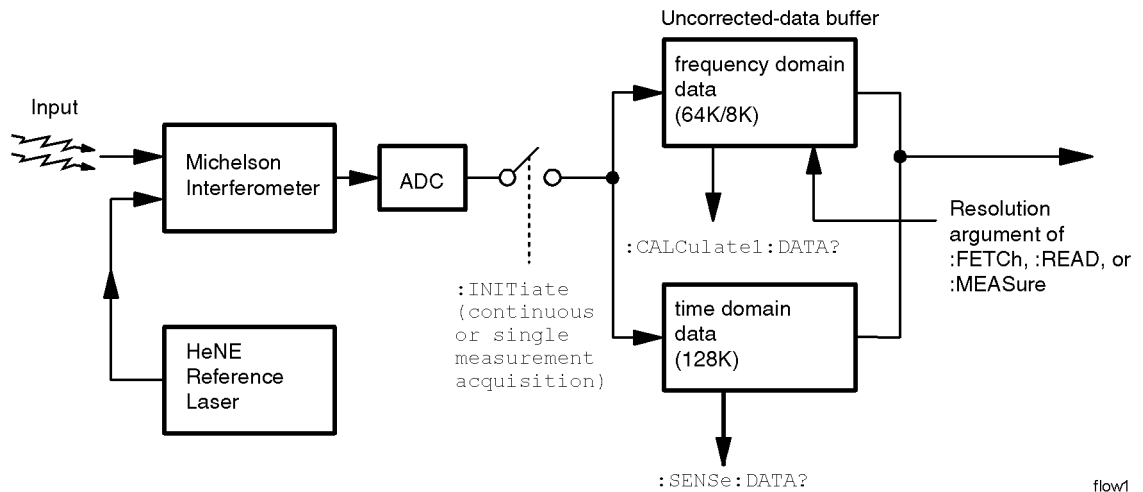 Uncorrected-data buffer
Input
Michelson
Interferometer
ADC
frequency domain
data
(64K/8K)
:CALCulate1:DATA?
Resolution
argument of
:FETCh, :READ, or
:MEASure
:INITiate
(continuous
or single
measurement
acquisition)
time domain
data
(128K)
HeNE
Reference
Laser
:SENSe:DATA?
flow1